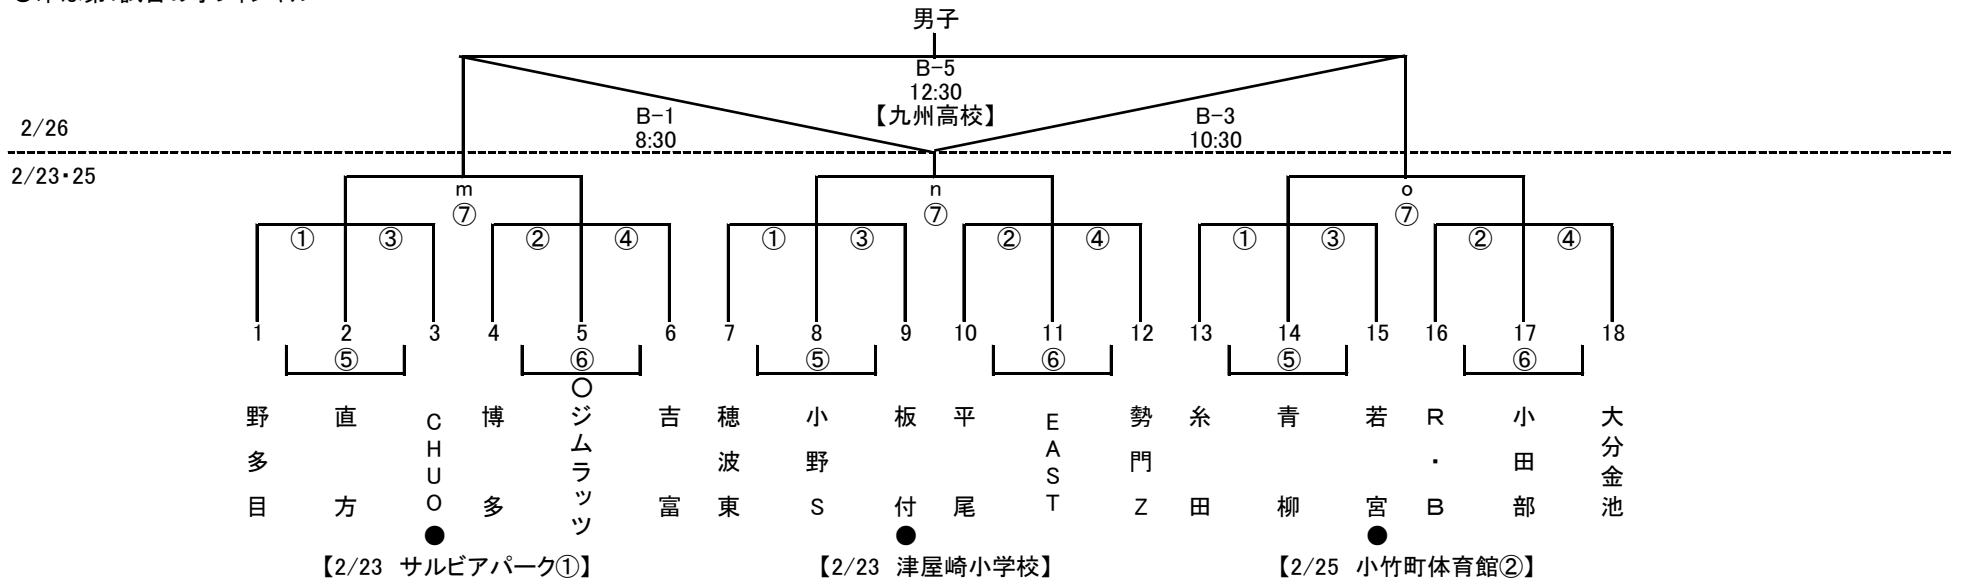 男子
B-5
12:30
【九州高校】
B-1
8:30
B-3
10:30
2/26
2/23・25
m
⑦
n
⑦
o
⑦
① ③ ② ④ ① ③ ② ④ ① ③ ② ④
1 2 3 4 5 6 7 8 9 10 11 12 13 14 15 16 17 18
⑤ ⑥ ⑤ ⑥ ⑤ ⑥
野多目
直方
CHUO●
博多
○ジムラッツ
吉富
穂波東
小野S
板付●
平尾
EAST
勢門Z
糸田
青柳
若宮●
R・B
小田部
大分金池
【2/23 サルビアパーク①】
【2/23 津屋崎小学校】
【2/25 小竹町体育館②】